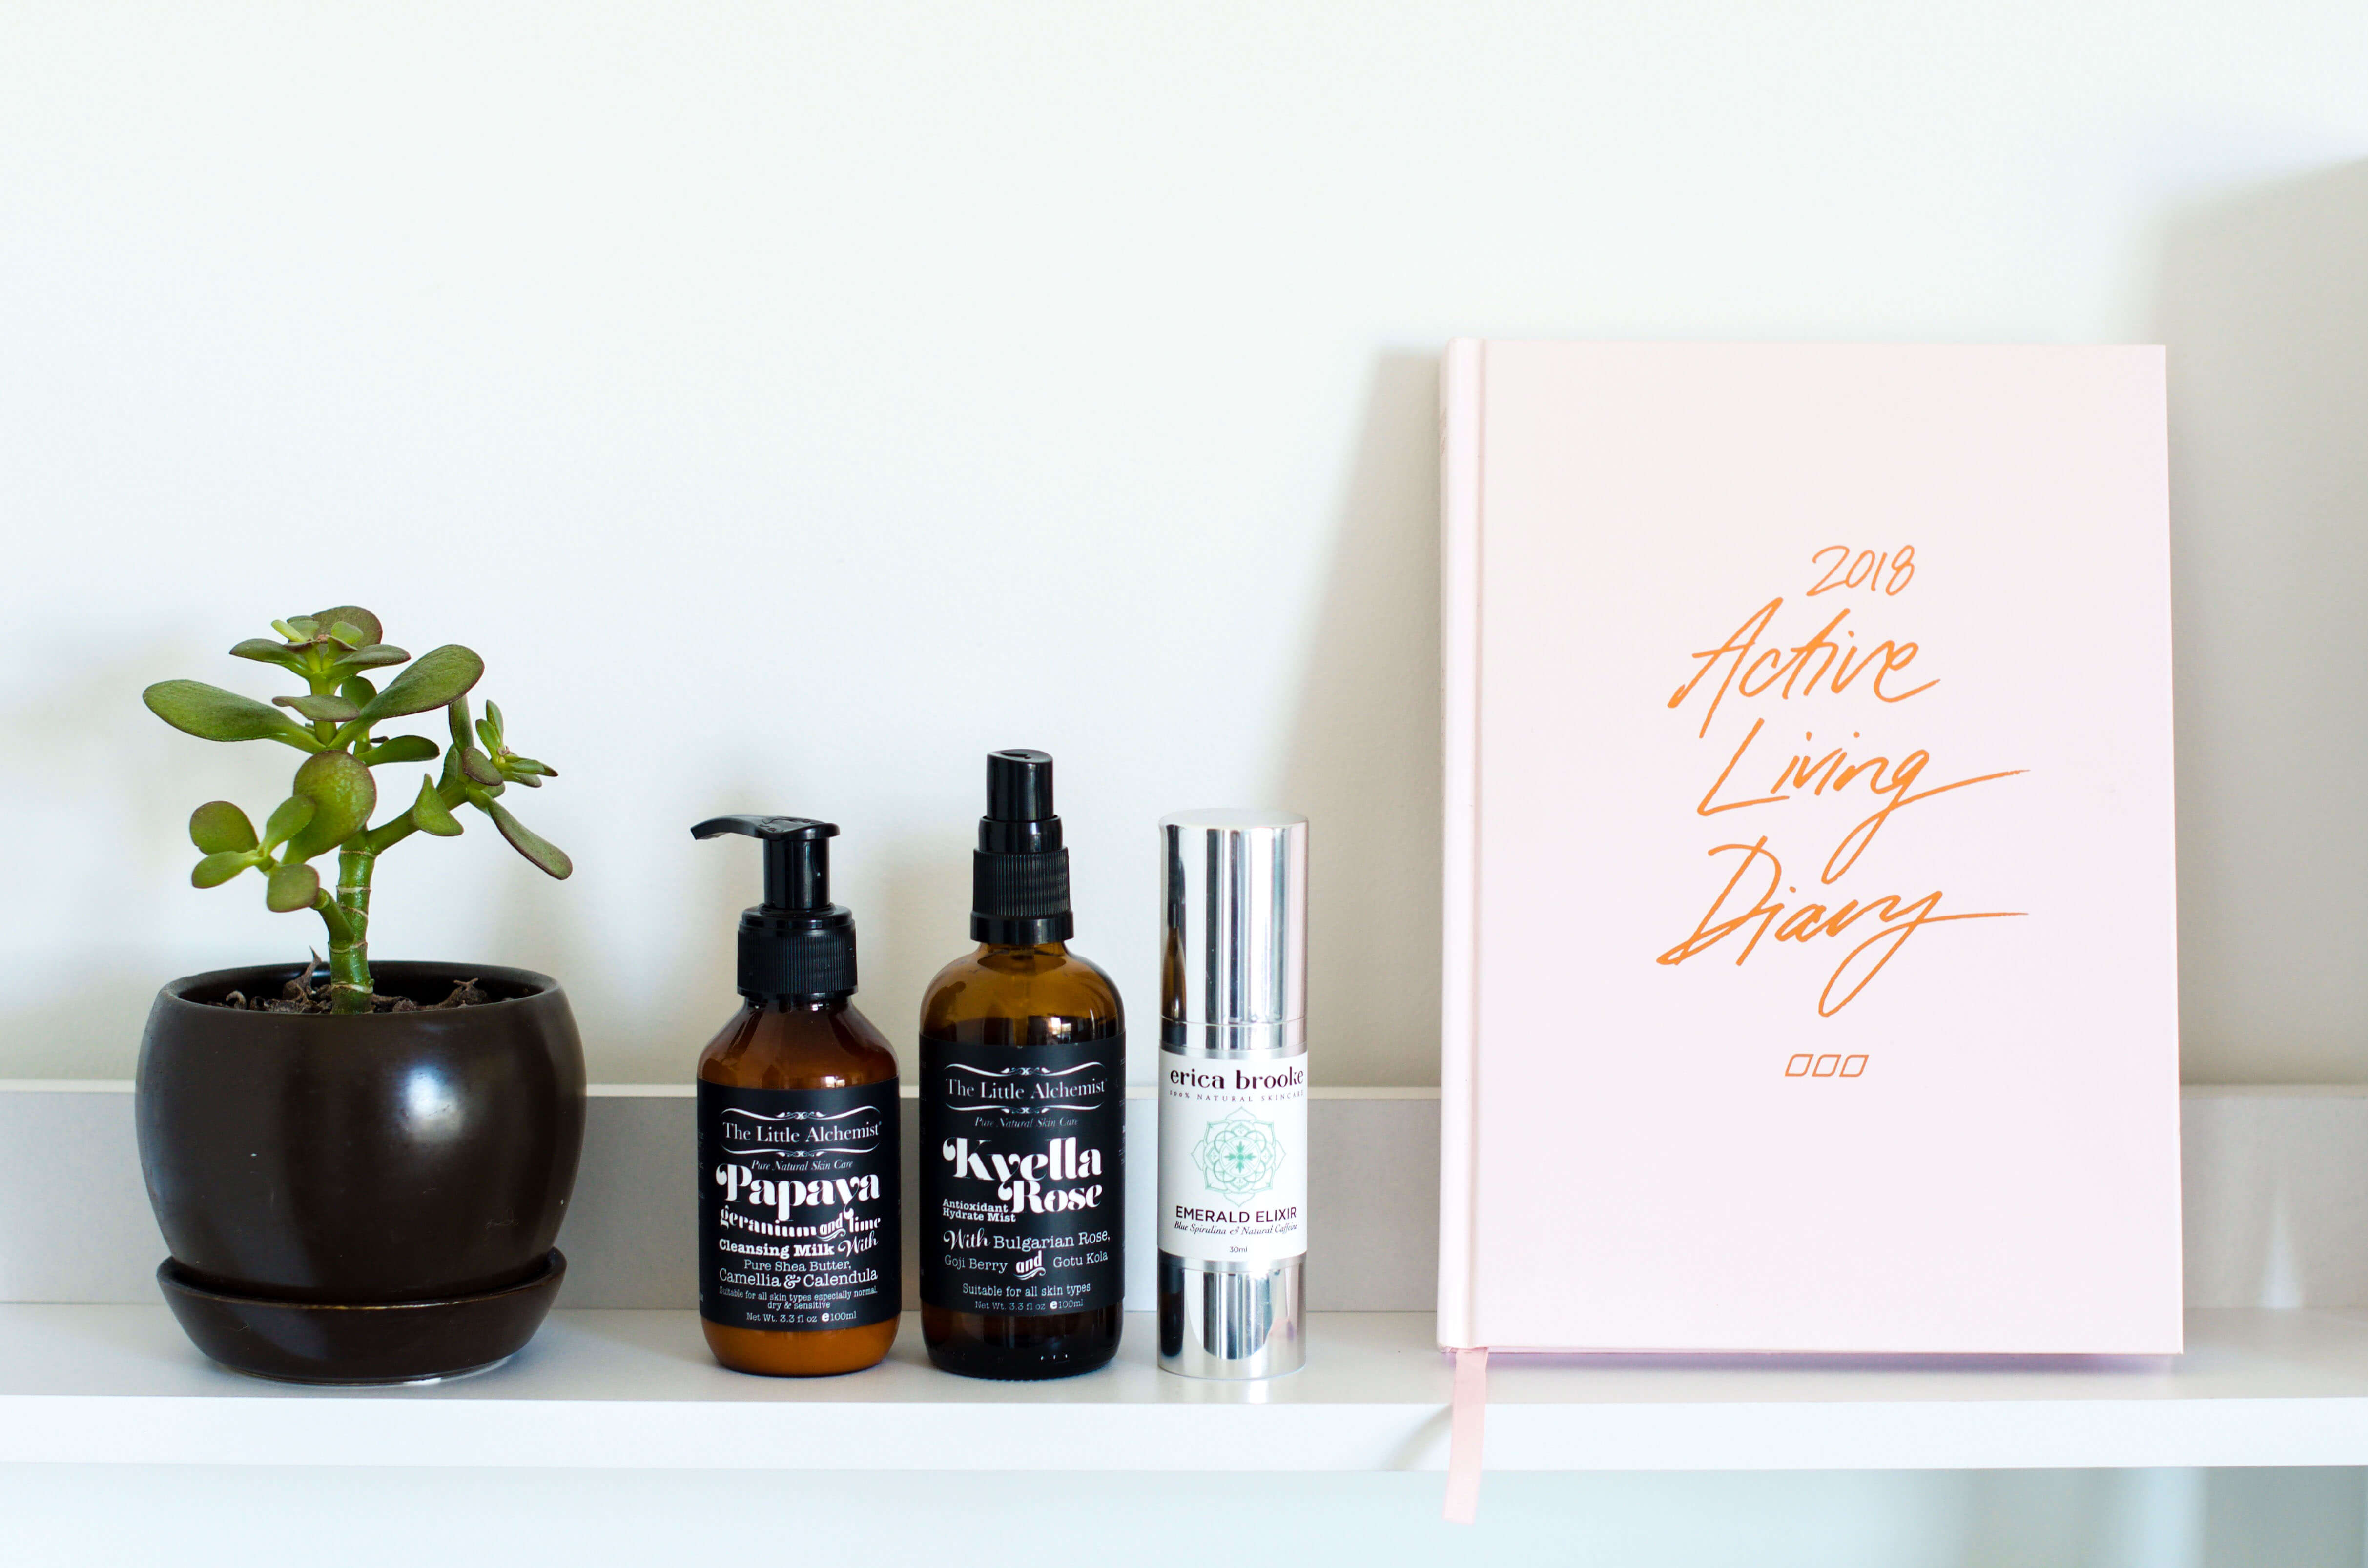 The Little Alchemist
Pure Natural Skin Care
Papaya
geranium and lime
Cleansing Milk With
Pure Shea Butter,
Camellia & Calendula
Suitable for all skin types especially normal,
dry & sensitive
Net Wt. 3.3 fl oz e100ml
The Little Alchemist
Pure Natural Skin Care
Kyella
Rose
Antioxidant
Hydrate Mist
With Bulgarian Rose,
Goji Berry and Gotu Kola
Suitable for all skin types
Net Wt. 3.3 fl oz e100ml
erica brooke
100% NATURAL SKINCARE
EMERALD ELIXIR
Blue Spirulina & Natural Caffeine
30ml
2018
Active
Living
Diary